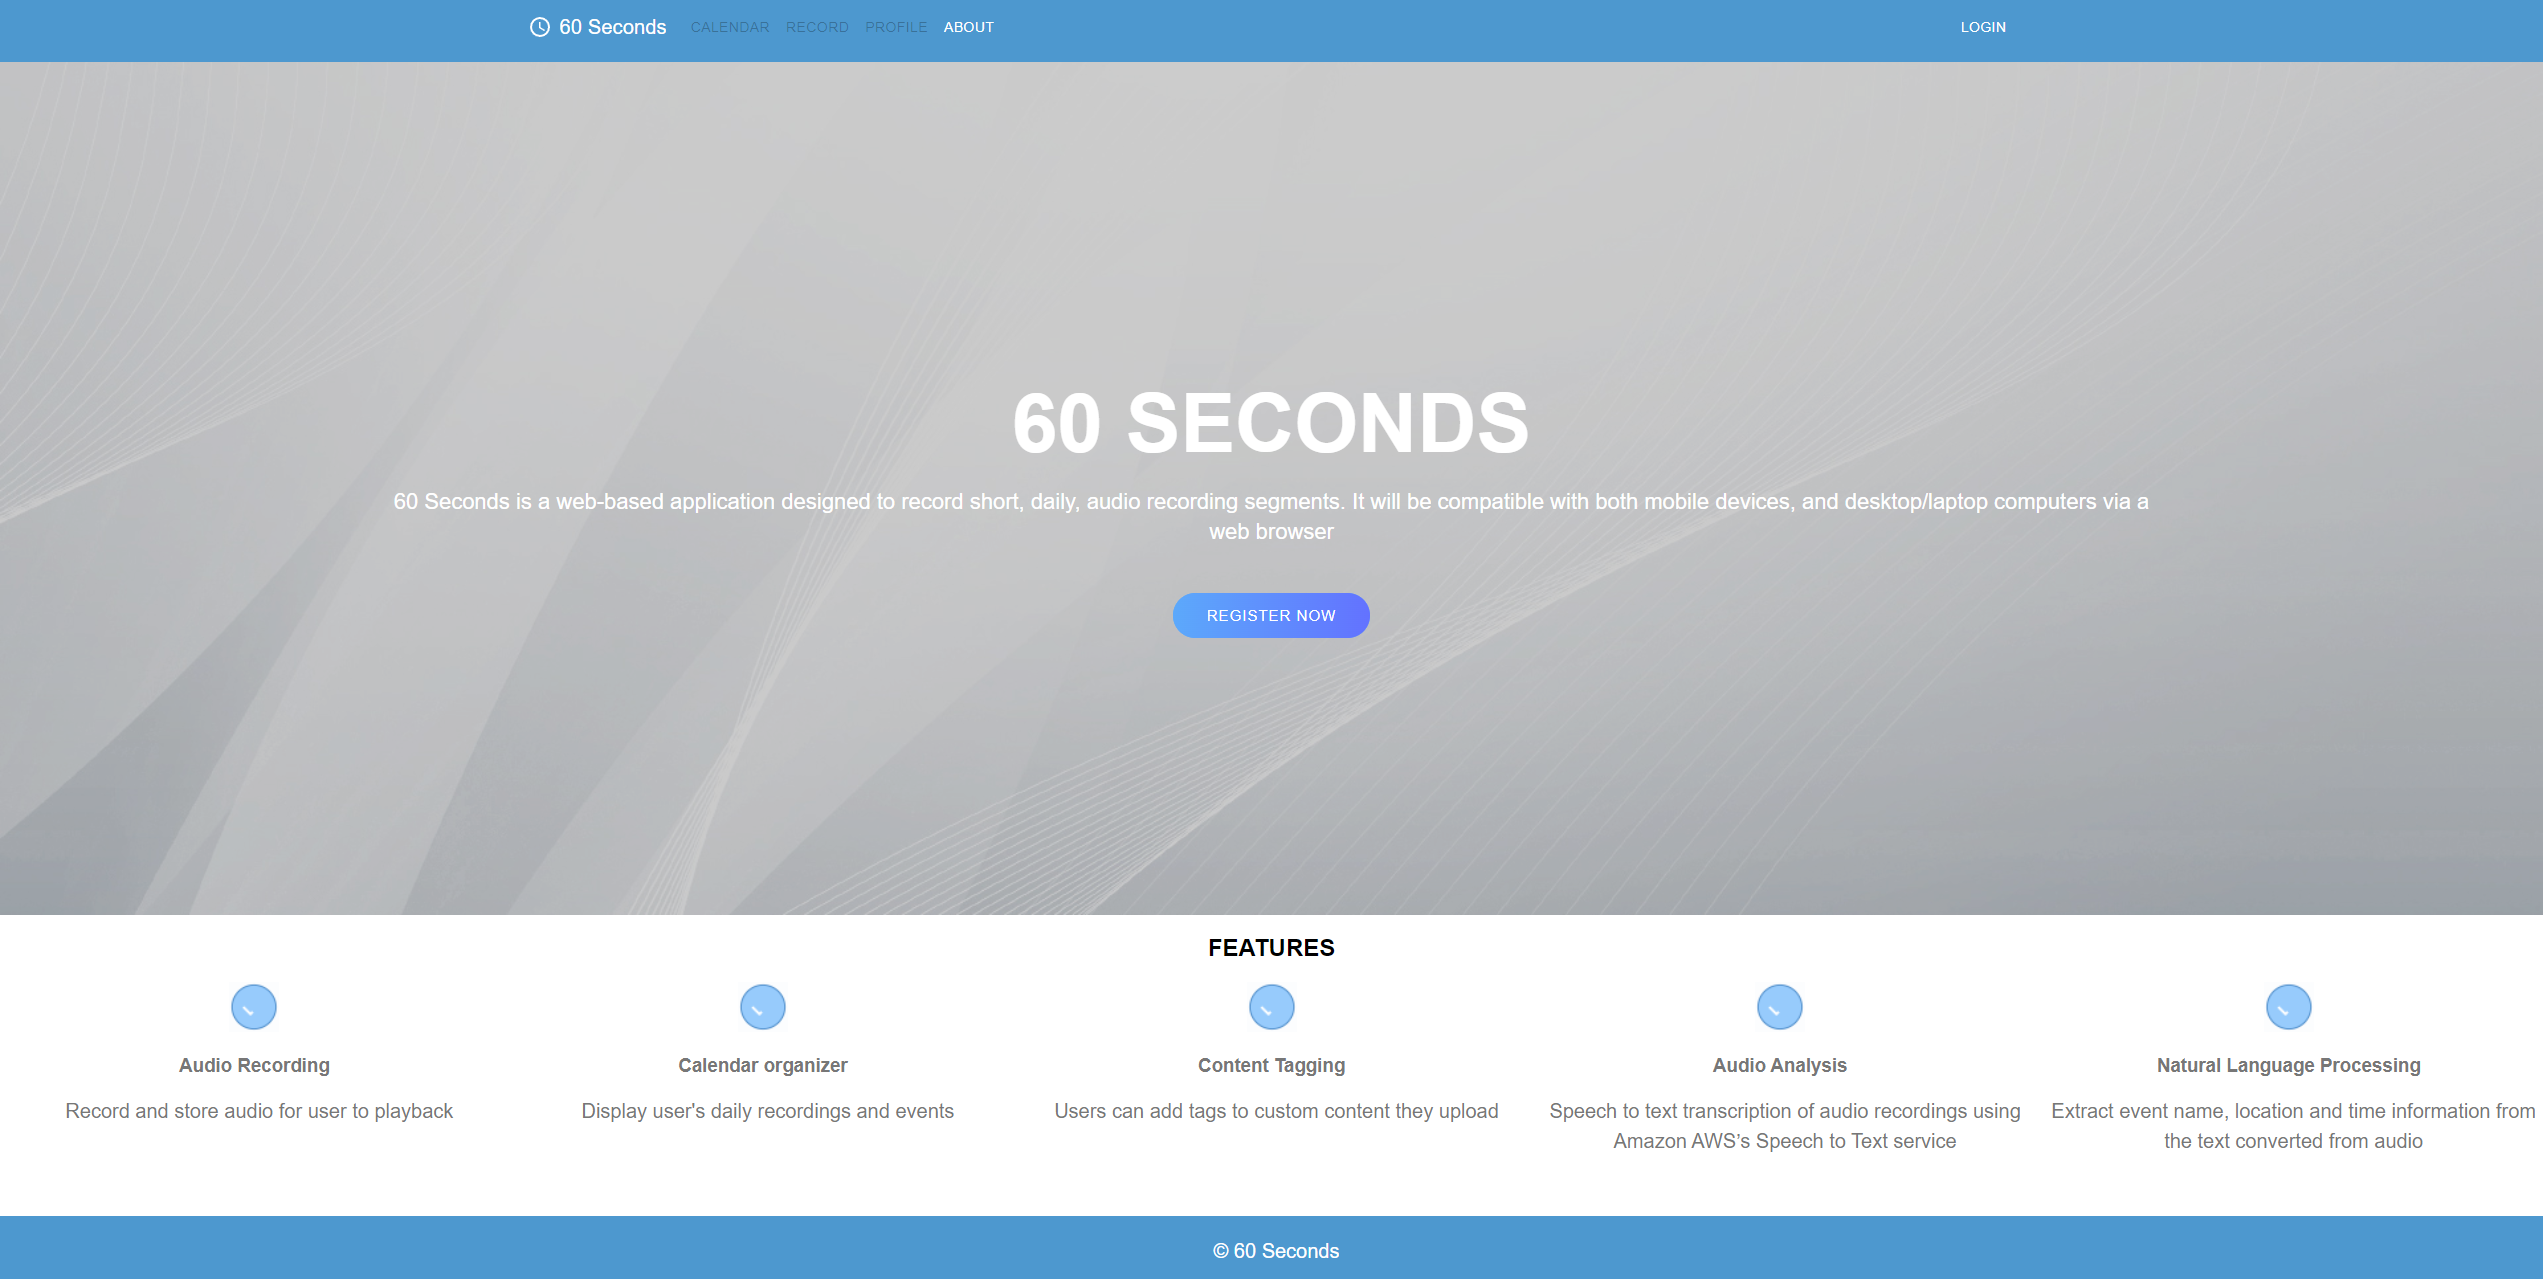 60 Seconds CALENDAR RECORD PROFILE ABOUT LOGIN
60 SECONDS
60 Seconds is a web-based application designed to record short, daily, audio recording segments. It will be compatible with both mobile devices, and desktop/laptop computers via a
web browser
REGISTER NOW
FEATURES
Audio Recording
Record and store audio for user to playback
Calendar organizer
Display user's daily recordings and events
Content Tagging
Users can add tags to custom content they upload
Audio Analysis
Speech to text transcription of audio recordings using
Amazon AWS’s Speech to Text service
Natural Language Processing
Extract event name, location and time information from
the text converted from audio
© 60 Seconds